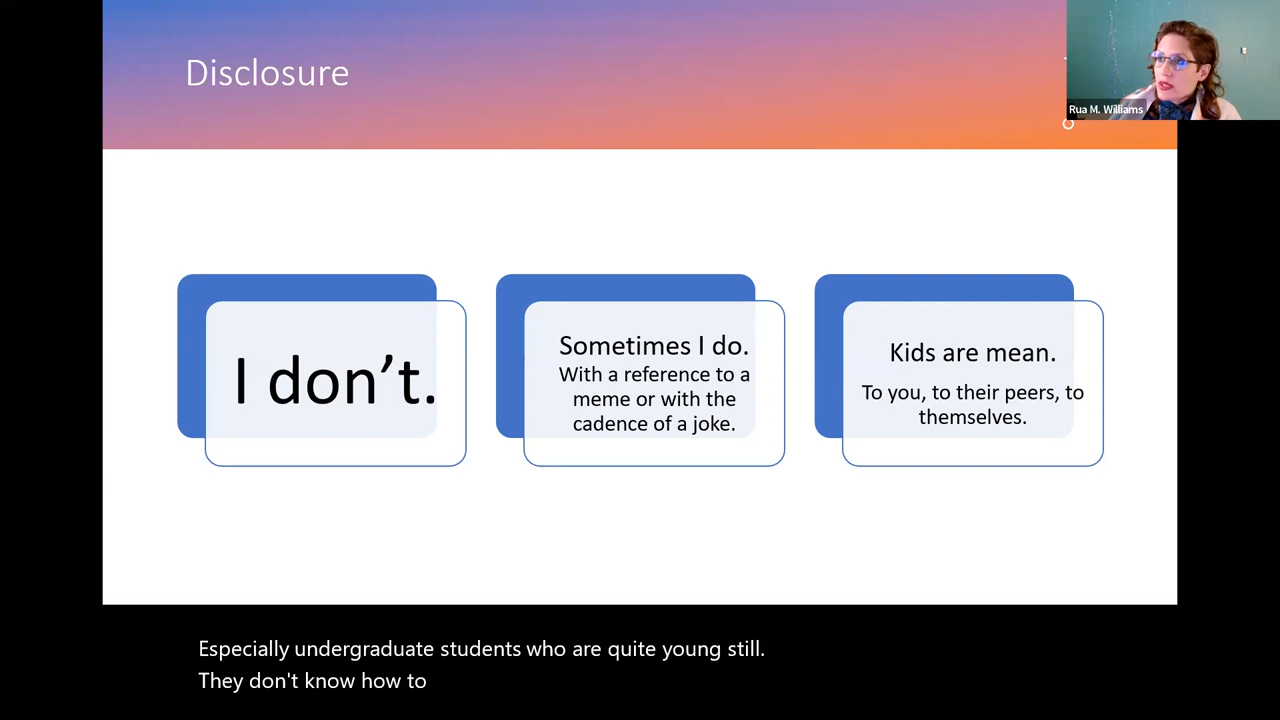 Disclosure
Rua M. Williams
I don’t.
Sometimes I do.
With a reference to a
meme or with the
cadence of a joke.
Kids are mean.
To you, to their peers, to
themselves.
Especially undergraduate students who are quite young still.
They don't know how to